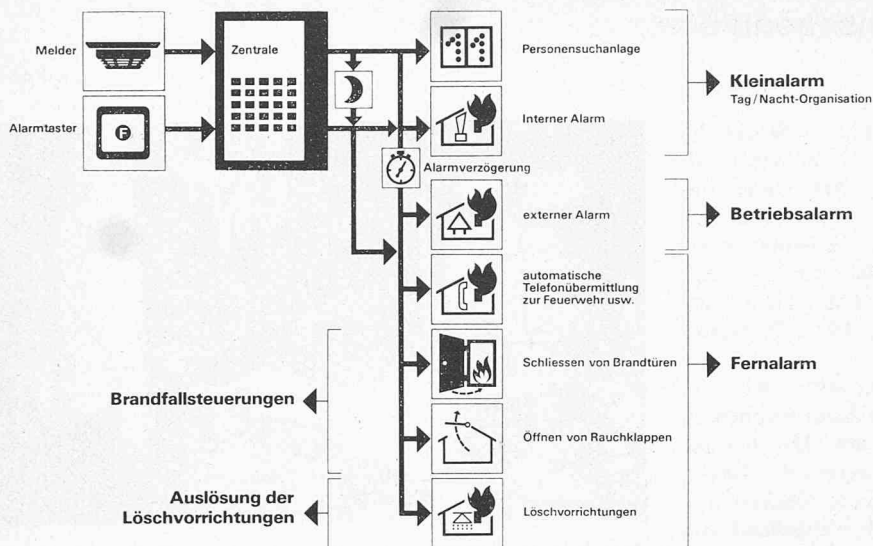 Melder
Zentrale
Personensuchanlage
Kleinalarm
Tag/Nacht-Organisation
Alarmtaster
F
Interner Alarm
Alarmverzögerung
externer Alarm
Betriebsalarm
automatische
Telefonübermittlung
zur Feuerwehr usw.
Schliessen von Brandtüren
Fernalarm
Brandfallsteuerungen
Öffnen von Rauchklappen
Auslösung der
Löschvorrichtungen
Löschvorrichtungen